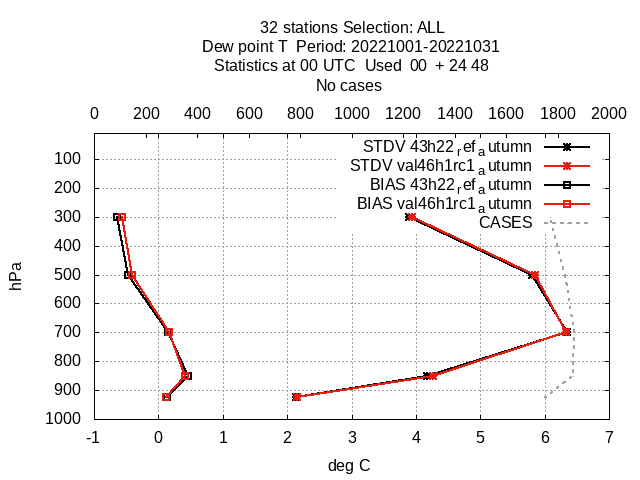 32 stations Selection: ALL
Dew point T  Period: 20221001-20221031
Statistics at 00 UTC  Used  00  + 24 48
No cases
0 200 400 600 800 1000 1200 1400 1600 1800 2000
STDV 43h22_ref_autumn
STDV val46h1rc1_autumn
BIAS 43h22_ref_autumn
BIAS val46h1rc1_autumn
CASES
hPa
100
200
300
400
500
600
700
800
900
1000
-1 0 1 2 3 4 5 6 7
deg C